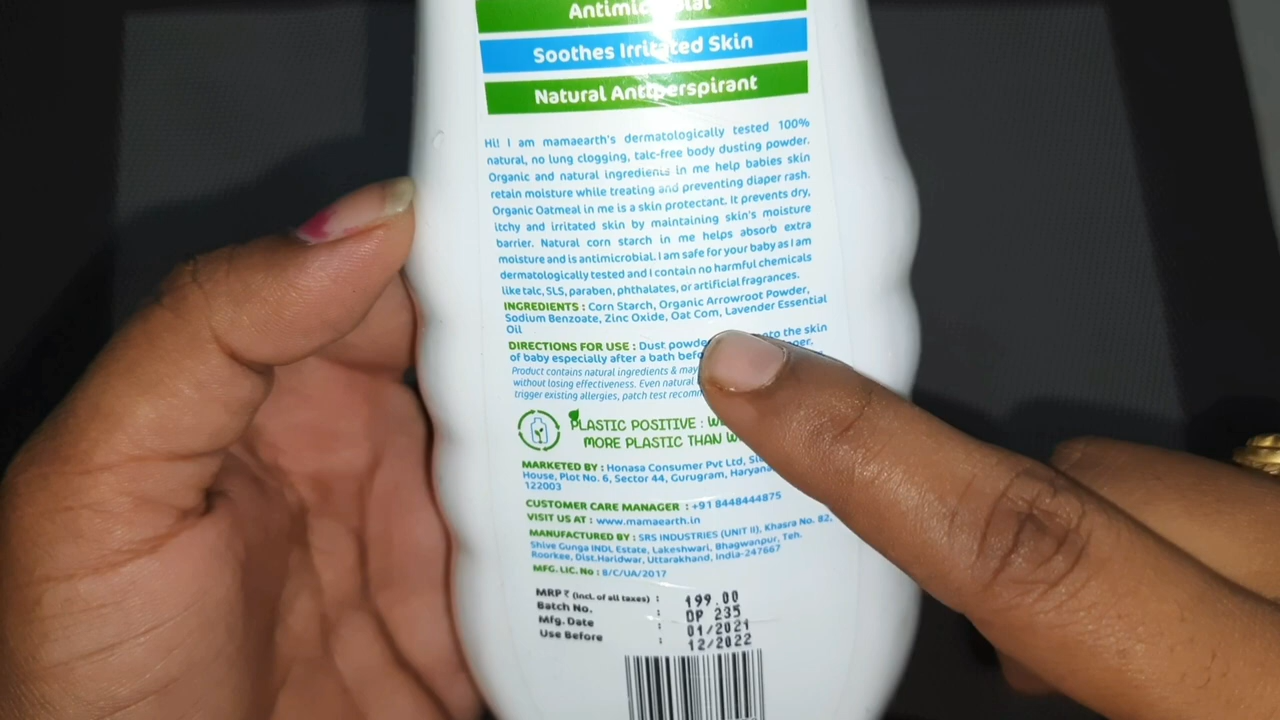 Soothes Irritated Skin
Natural Antiperspirant
Hi! I am mamaearth's dermatologically tested 100%
natural, no lung clogging, talc-free body dusting powder.
Organic and natural ingredients in me help babies skin
retain moisture while treating and preventing diaper rash.
Organic Oatmeal in me is a skin protectant. It prevents dry,
itchy and irritated skin by maintaining skin's moisture
barrier. Natural corn starch in me helps absorb extra
moisture and is antimicrobial. I am safe for your baby as I am
dermatologically tested and I contain no harmful chemicals
like talc, SLS, paraben, phthalates, or artificial fragrances.
INGREDIENTS : Corn Starch, Organic Arrowroot Powder,
Sodium Benzoate, Zinc Oxide, Oat Com, Lavender Essential
Oil
DIRECTIONS FOR USE : Dust powder onto the skin
of baby especially after a bath
Product contains natural ingredients & may
without losing effectiveness. Even natural
trigger existing allergies, patch test
PLASTIC POSITIVE :
MORE PLASTIC THAN
MARKETED BY : Honasa Consumer Pvt Ltd,
House, Plot No. 6, Sector 44, Gurugram, Haryana
122003
CUSTOMER CARE MANAGER : +91 8448444875
VISIT US AT : www.mamaearth.in
MANUFACTURED BY : SRS INDUSTRIES (UNIT II), Khasra No. 82,
Shive Gunga INDL Estate, Lakeshwari, Bhagwanpur, Teh.
Roorkee, Dist.Haridwar, Uttarakhand, India-247667
MFG. LIC. No : 8/C/UA/2017
MRP ₹ (Incl. of all taxes) : 199.00
Batch No. : DP 235
Mfg. Date : 01/2021
Use Before : 12/2022